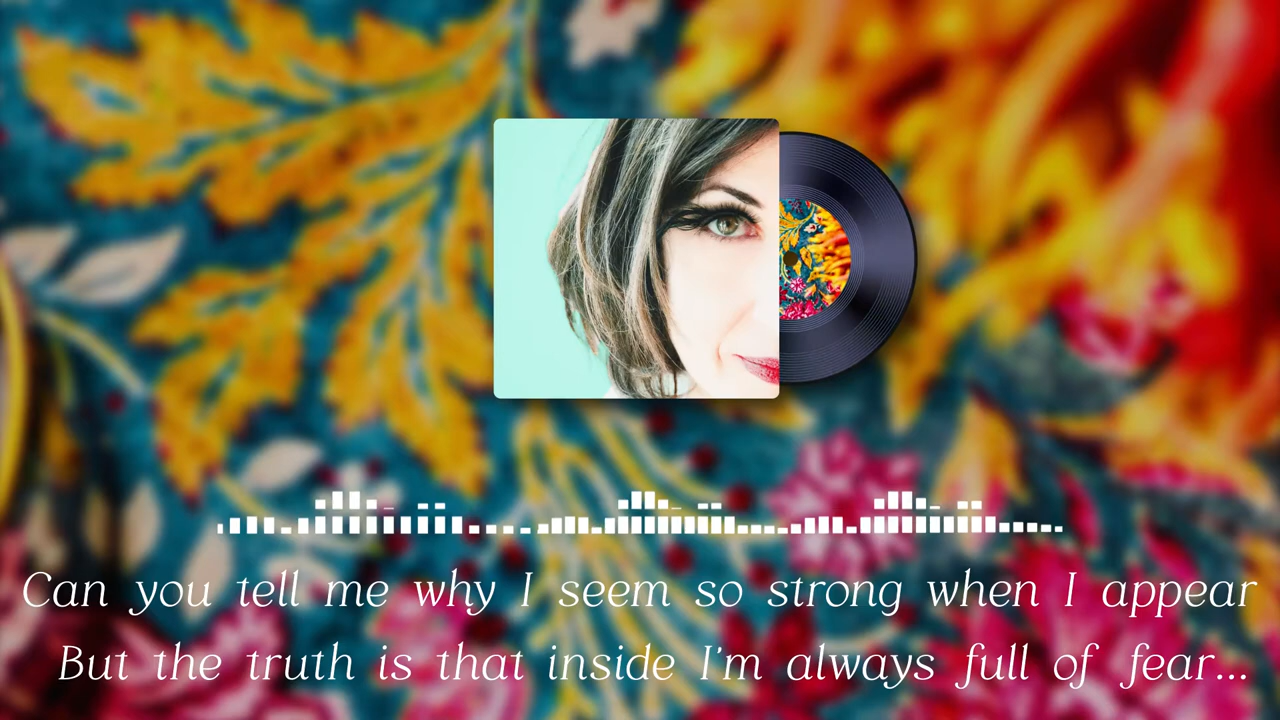 Can you tell me why I seem so strong when I appear
But the truth is that inside I'm always full of fear...